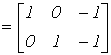 = [ 1 0 −1
0 1 −1 ]